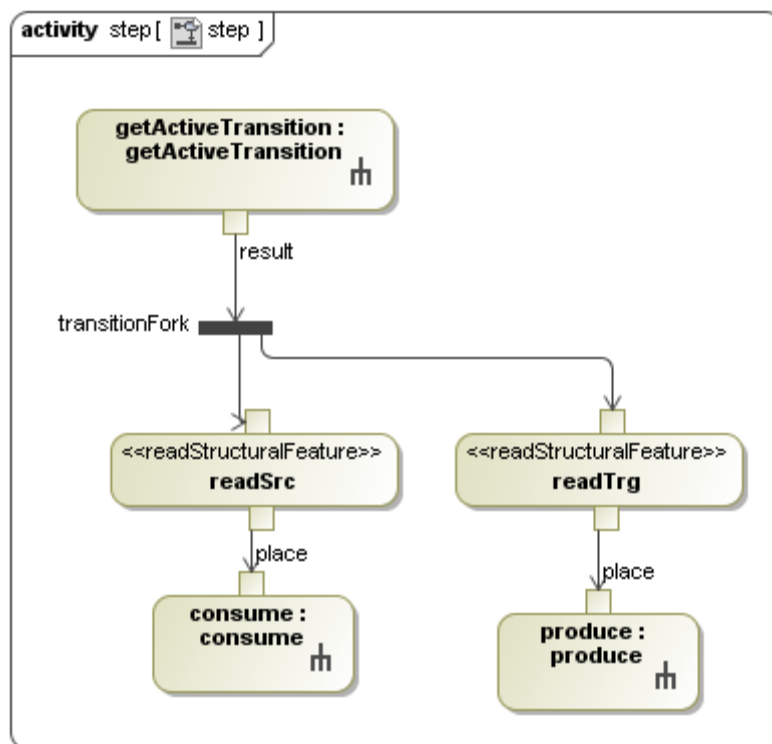 activity step [ step ]
getActiveTransition :
getActiveTransition
result
transitionFork
<<readStructuralFeature>>
readSrc
<<readStructuralFeature>>
readTrg
place
place
consume :
consume
produce :
produce